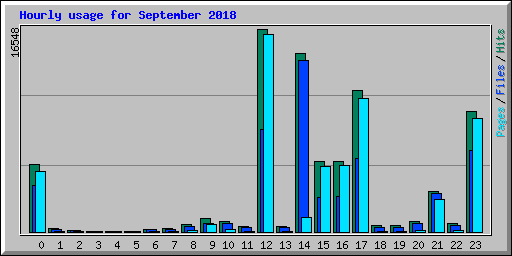 Hourly usage for September 2018
16548
Pages / Files / Hits
0 1 2 3 4 5 6 7 8 9 10 11 12 13 14 15 16 17 18 19 20 21 22 23